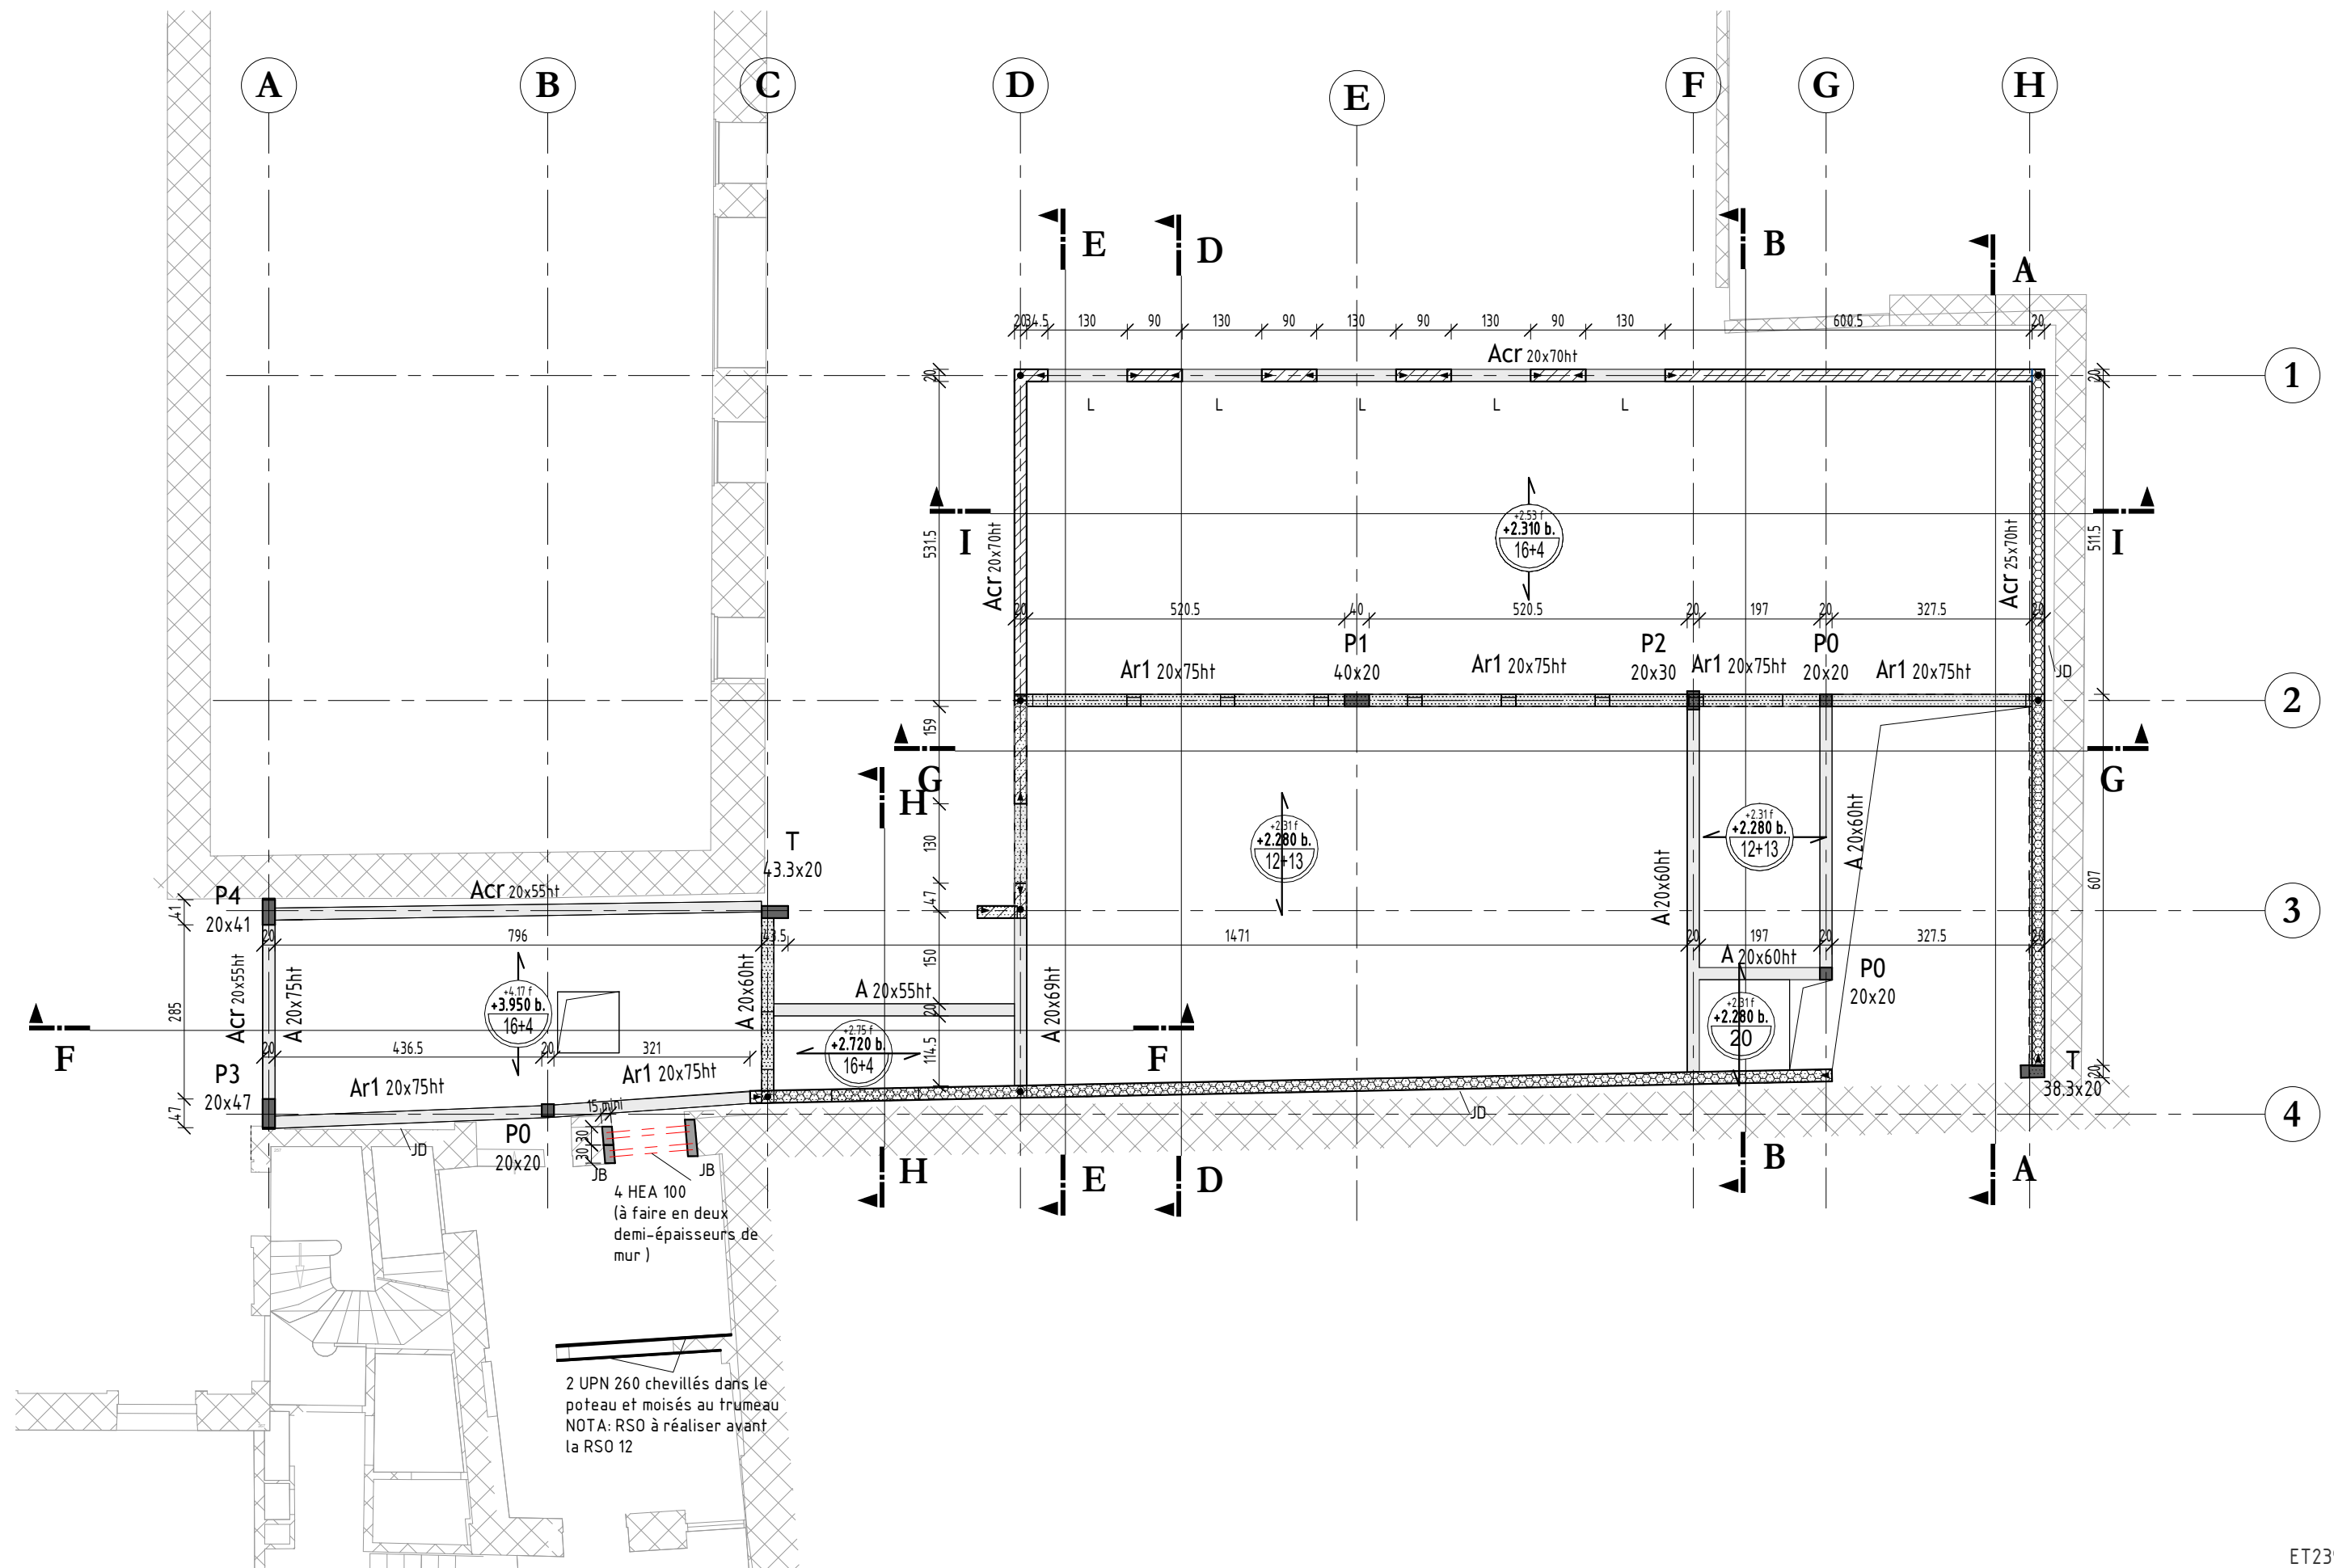 A
B
C
D
E
F
G
H
E
D
B
A
20
34.5
130
90
130
90
130
90
130
90
130
600.5
20
Acr 20x70ht
1
20
20
L
L
L
L
L
531.5
I
Acr 20x70ht
+2.53 f
+2.310 b.
16+4
Acr 25x70ht
511.5
I
20
520.5
40
520.5
20
197
20
327.5
20
P1
40x20
P2
20x30
P0
20x20
Ar1 20x75ht
Ar1 20x75ht
Ar1 20x75ht
Ar1 20x75ht
JD
2
159
G
H
G
130
T
43.3x20
+2.31 f
+2.280 b.
12+13
+2.31 f
+2.280 b.
12+13
A 20x60ht
A 20x60ht
607
47
P4
20x41
41
Acr 20x55ht
3
20
796
43.5
1471
20
197
20
327.5
20
150
A 20x60ht
P0
20x20
285
Acr 20x55ht
A 20x75ht
+4.17 f
+3.950 b.
16+4
A 20x60ht
A 20x55ht
20
A 20x69ht
+2.31 f
+2.280 b.
20
F
F
20
436.5
20
321
+2.75 f
+2.720 b.
16+4
114.5
P3
20x47
47
Ar1 20x75ht
Ar1 20x75ht
T
38.3x20
20
15 mini
JD
4
JD
P0
20x20
30
30
JB
JB
H
E
D
B
A
4 HEA 100
(à faire en deux
demi-épaisseurs de
mur )
2 UPN 260 chevillés dans le
poteau et moisés au trumeau
NOTA: RSO à réaliser avant
la RSO 12
ET23